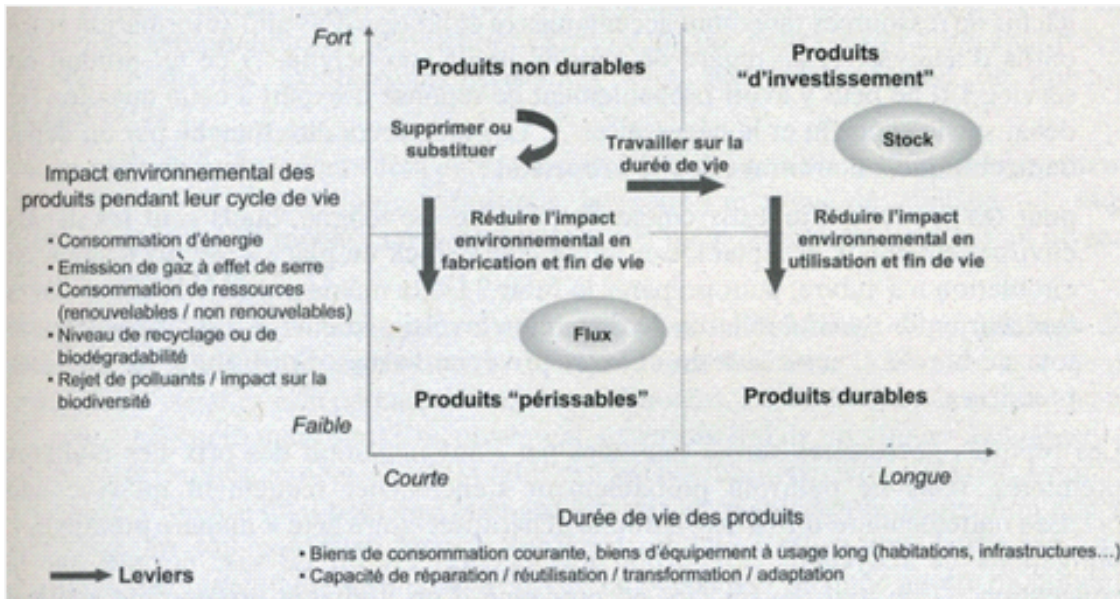 Fort
Produits non durables
Produits
"d'investissement"
Supprimer ou
substituer
Travailler sur la
durée de vie
Stock
Impact environnemental des
produits pendant leur cycle de vie
• Consommation d'énergie
• Emission de gaz à effet de serre
• Consommation de ressources
(renouvelables / non renouvelables)
• Niveau de recyclage ou de
biodégradabilité
• Rejet de polluants / impact sur la
biodiversité
Réduire l'impact
environnemental en
fabrication et fin de vie
Réduire l'impact
environnemental en
utilisation et fin de vie
Flux
Produits "périssables"
Produits durables
Faible
Courte
Longue
Durée de vie des produits
• Biens de consommation courante, biens d'équipement à usage long (habitations, infrastructures…)
• Capacité de réparation / réutilisation / transformation / adaptation
Leviers